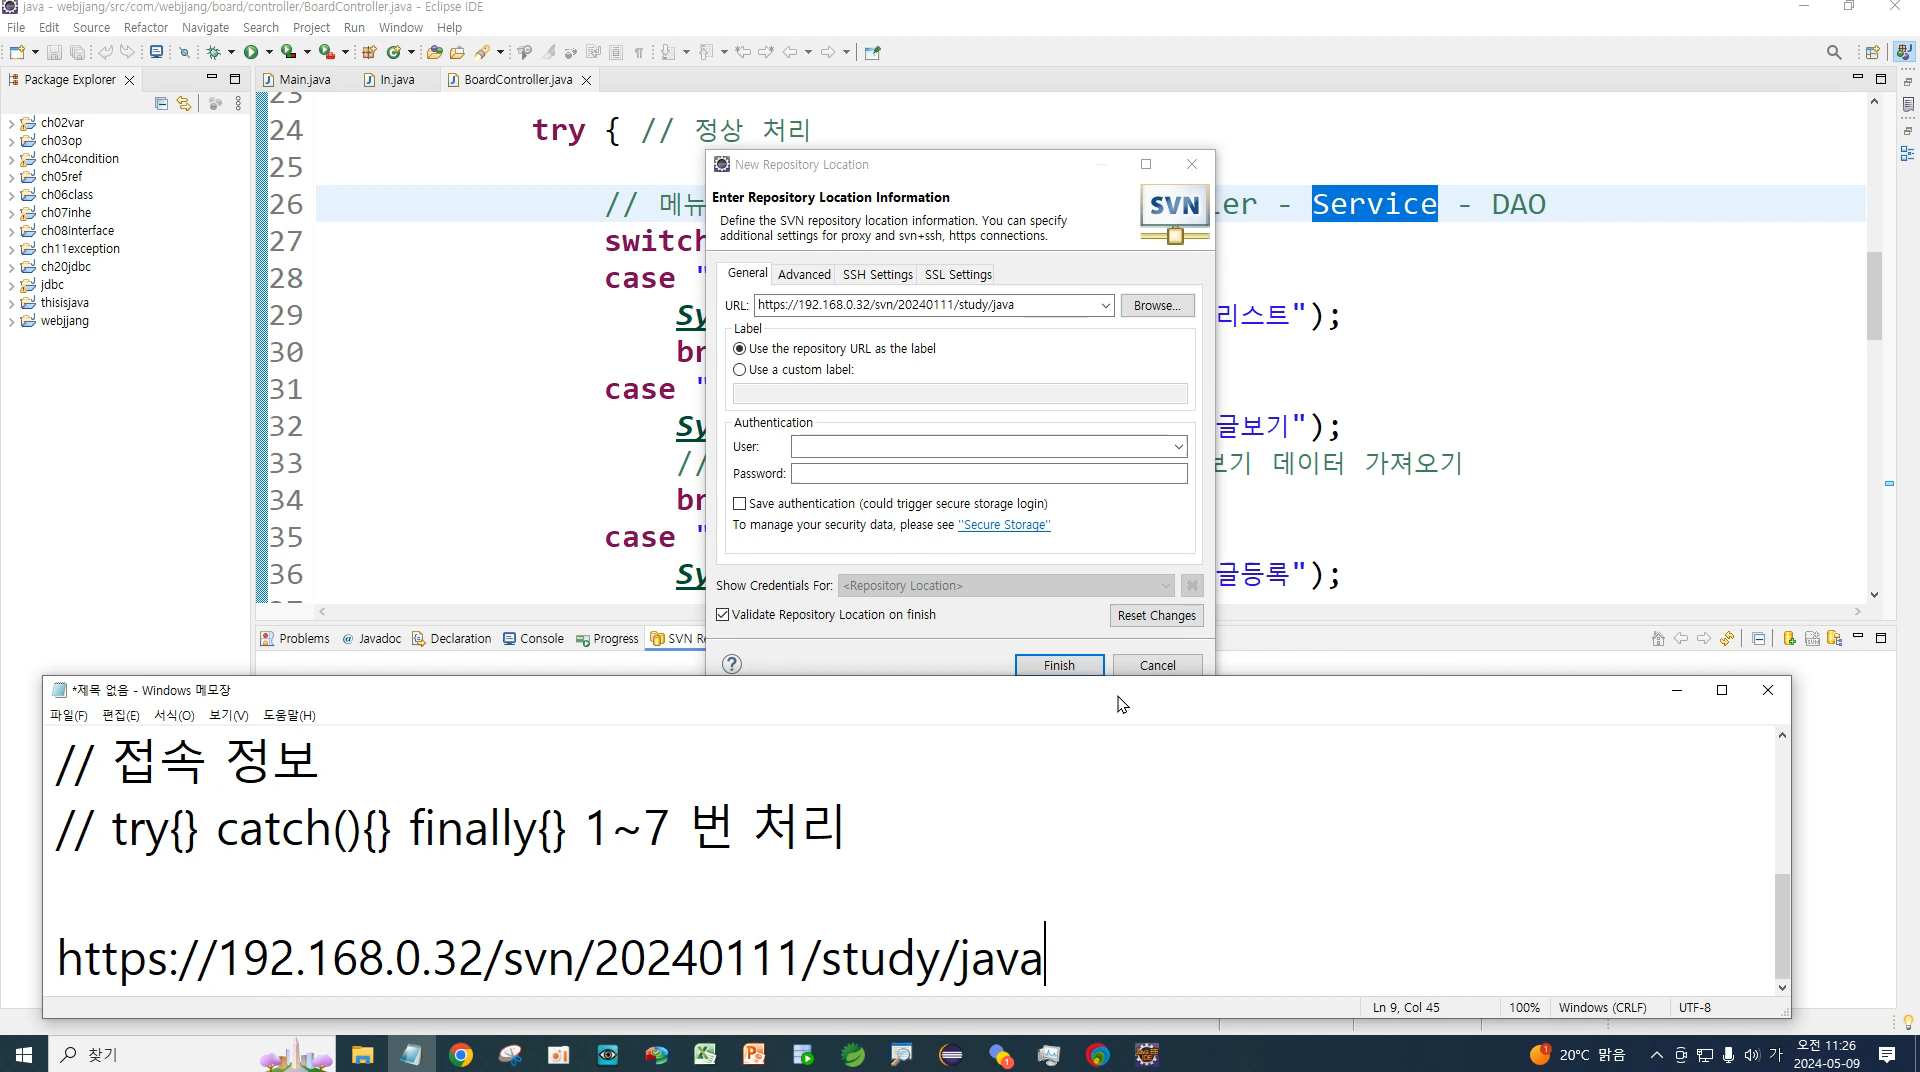 java - webjjang/src/com/webjjang/board/controller/BoardController.java - Eclipse IDE
File Edit Source Refactor Navigate Search Project Run Window Help
Package Explorer
Main.java In.java BoardController.java
ch02var
ch03op
ch04condition
ch05ref
ch06class
ch07inhe
ch08Interface
ch11exception
ch20jdbc
jdbc
thisisjava
webjjang
23
24 try { // 정상 처리
25
26 // 메뉴 ler - Service - DAO
27 switch
28 case "
29 Sy 리스트");
30 br
31 case "
32 Sy 글보기");
33 // 보기 데이터 가져오기
34 br
35 case "
36 Sy 글등록");
New Repository Location
Enter Repository Location Information
Define the SVN repository location information. You can specify
additional settings for proxy and svn+ssh, https connections.
SVN
General Advanced SSH Settings SSL Settings
URL: https://192.168.0.32/svn/20240111/study/java Browse...
Label
Use the repository URL as the label
Use a custom label:
Authentication
User:
Password:
Save authentication (could trigger secure storage login)
To manage your security data, please see "Secure Storage"
Show Credentials For: <Repository Location>
Validate Repository Location on finish Reset Changes
Finish Cancel
Problems Javadoc Declaration Console Progress SVN Re
*제목 없음 - Windows 메모장
파일(F) 편집(E) 서식(O) 보기(V) 도움말(H)
// 접속 정보
// try{} catch(){} finally{} 1~7 번 처리
https://192.168.0.32/svn/20240111/study/java
Ln 9, Col 45 100% Windows (CRLF) UTF-8
찾기
20°C 맑음
가
오전 11:26
2024-05-09